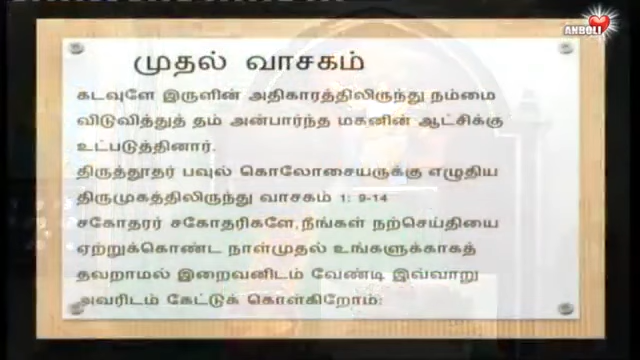 ANBOLI
முதல் வாசகம்
கடவுளே இருளின் அதிகாரத்திலிருந்து நம்மை
விடுவித்துத் தம் அன்பார்ந்த மகனின் ஆட்சிக்கு
உட்படுத்தினார்.
திருத்தூதர் பவுல் கொலோசையருக்கு எழுதிய
திருமுகத்திலிருந்து வாசகம் 1: 9-14
சகோதரர் சகோதரிகளே,நீங்கள் நற்செய்தியை
ஏற்றுக்கொண்ட நாள்முதல் உங்களுக்காகத்
தவறாமல் இறைவனிடம் வேண்டி இவ்வாறு
அவரிடம் கேட்டுக் கொள்கிறோம்: